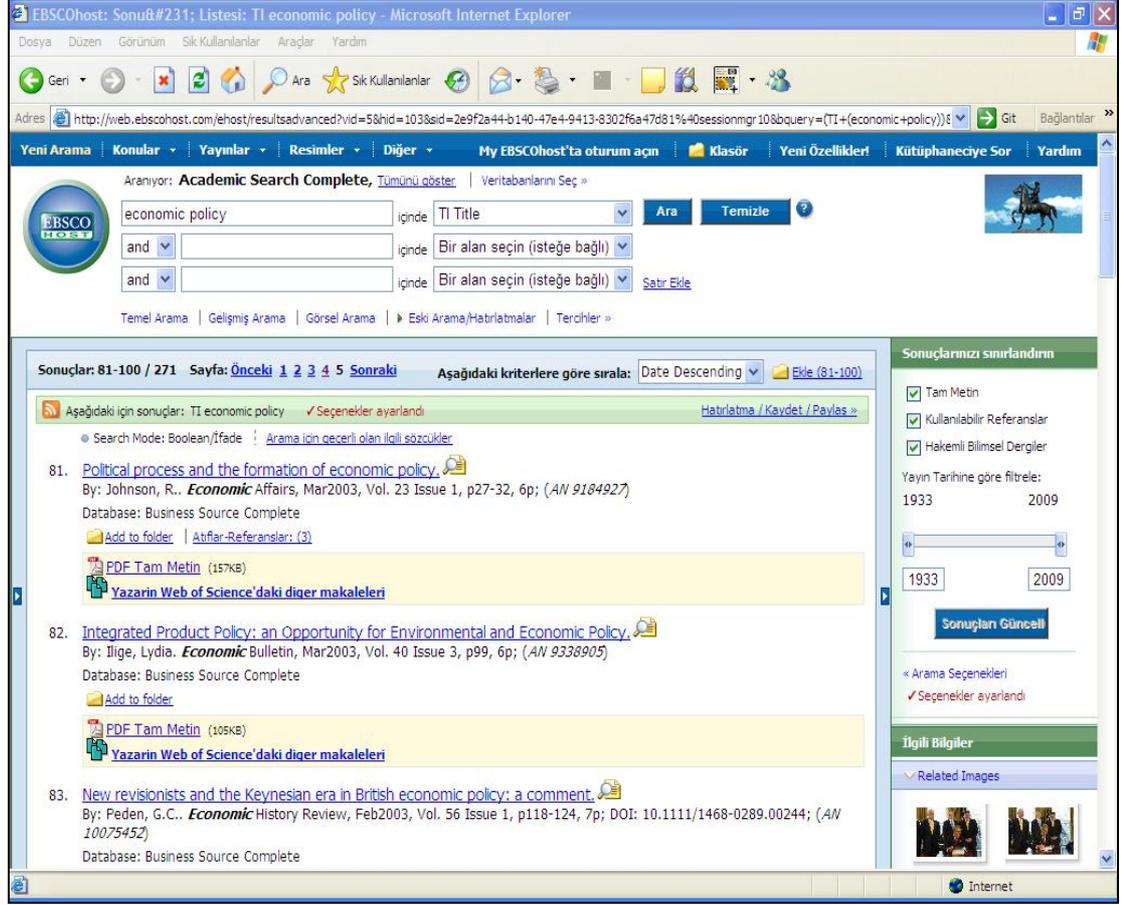 EBSCOhost: Sonu&#231; Listesi: TI economic policy - Microsoft Internet Explorer
Dosya Düzen Görünüm Sık Kullanılanlar Araçlar Yardım
Geri Ara Sık Kullanılanlar
Adres http://web.ebscohost.com/ehost/resultsadvanced?vid=5&hid=103&sid=2e9f2a44-b140-47e4-9413-8302f6a47d81%40sessionmgr10&bquery=(TI+(economic+policy))& Git Bağlantılar »
Yeni Arama Konular Yayınlar Resimler Diğer My EBSCOhost'ta oturum açın Klasör Yeni Özellikler! Kütüphaneciye Sor Yardım
EBSCO
HOST
Aranıyor: Academic Search Complete, Tümünü göster | Veritabanlarını Seç »
economic policy içinde TI Title Ara Temizle ?
and içinde Bir alan seçin (isteğe bağlı)
and içinde Bir alan seçin (isteğe bağlı) Satır Ekle
Temel Arama | Gelişmiş Arama | Görsel Arama | Eski Arama/Hatırlatmalar | Tercihler »
Sonuçlar: 81-100 / 271 Sayfa: Önceki 1 2 3 4 5 Sonraki Aşağıdaki kriterlere göre sırala: Date Descending Ekle (81-100)
Aşağıdaki için sonuçlar: TI economic policy ✓Seçenekler ayarlandı Hatırlatma / Kaydet / Paylaş »
Search Mode: Boolean/İfade Arama için geçerli olan ilgili sözcükler
81. Political process and the formation of economic policy.
By: Johnson, R.. Economic Affairs, Mar2003, Vol. 23 Issue 1, p27-32, 6p; (AN 9184927)
Database: Business Source Complete
Add to folder | Atıflar-Referanslar: (3)
PDF Tam Metin (157KB)
Yazarin Web of Science'daki diger makaleleri
82. Integrated Product Policy: an Opportunity for Environmental and Economic Policy.
By: Ilige, Lydia. Economic Bulletin, Mar2003, Vol. 40 Issue 3, p99, 6p; (AN 9338905)
Database: Business Source Complete
Add to folder
PDF Tam Metin (105KB)
Yazarin Web of Science'daki diger makaleleri
83. New revisionists and the Keynesian era in British economic policy: a comment.
By: Peden, G.C.. Economic History Review, Feb2003, Vol. 56 Issue 1, p118-124, 7p; DOI: 10.1111/1468-0289.00244; (AN
10075452)
Database: Business Source Complete
Sonuçlarınızı sınırlandırın
Tam Metin
Kullanılabilir Referanslar
Hakemli Bilimsel Dergiler
Yayın Tarihine göre filtrele:
1933 2009
1933 2009
Sonuçları Güncell
« Arama Seçenekleri
✓Seçenekler ayarlandı
İlgili Bilgiler
Related Images
Internet